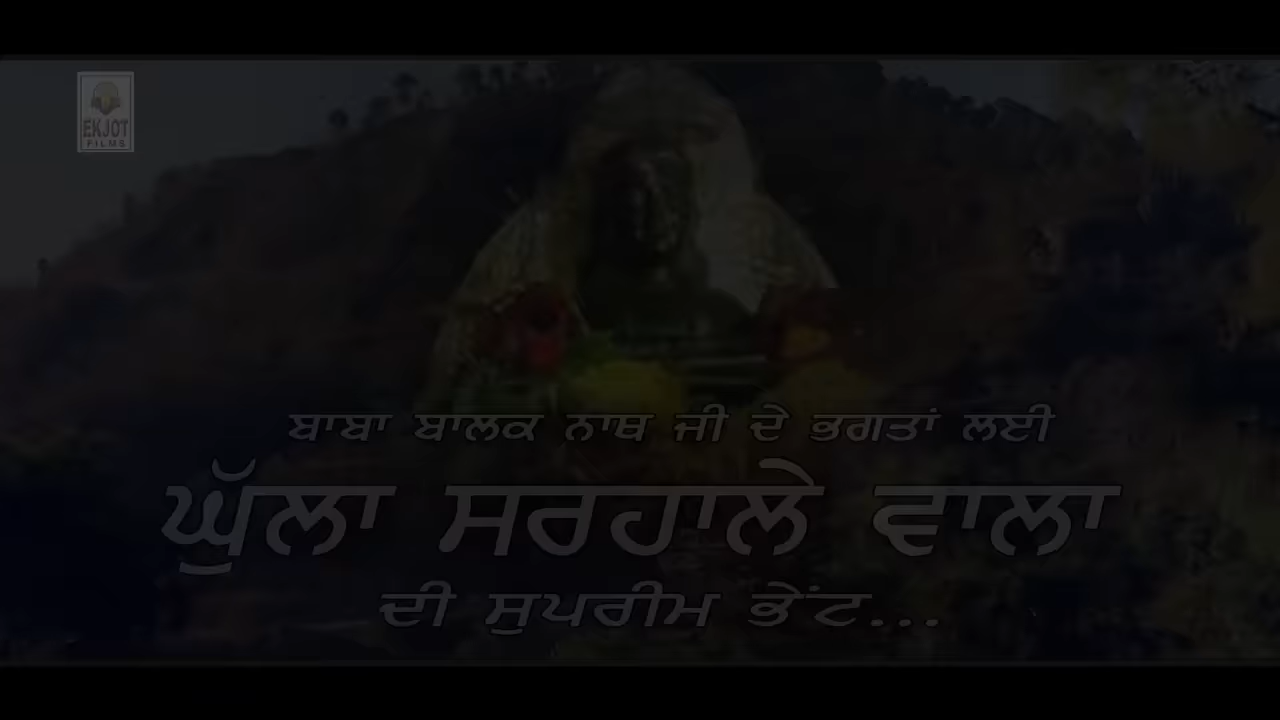 EKJOT
FILMS
ਬਾਬਾ ਬਾਲਕ ਨਾਥ ਜੀ ਦੇ ਭਗਤਾਂ ਲਈ
ਘੁੱਲਾ ਸਰਹਾਲੇ ਵਾਲਾ
ਦੀ ਸੁਪਰੀਮ ਭੇਂਟ...